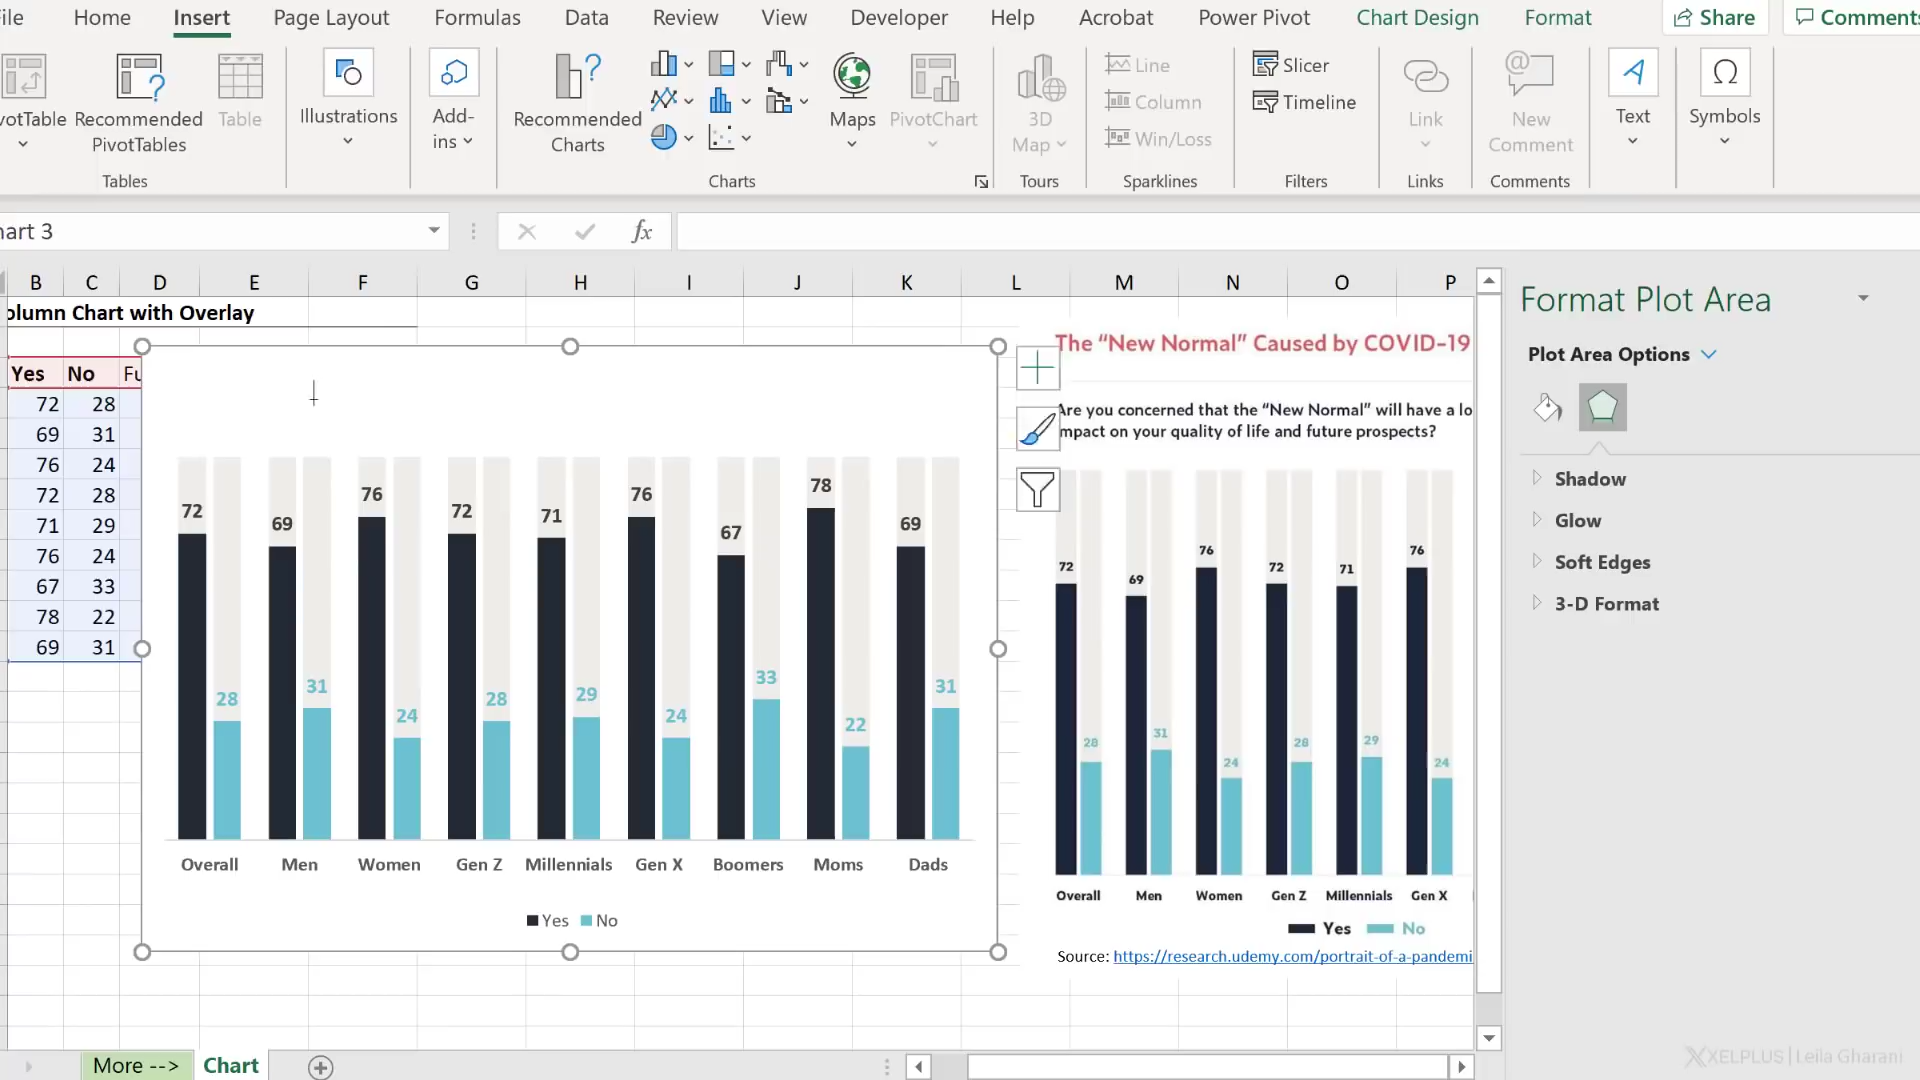 ile Home Insert Page Layout Formulas Data Review View Developer Help Acrobat Power Pivot Chart Design Format Share Comments
votTable
Recommended PivotTables
Table
Tables
Illustrations
Add-ins
Recommended Charts
Maps
PivotChart
Charts
3D Map
Tours
Line
Column
Win/Loss
Sparklines
Slicer
Timeline
Filters
Link
Links
New Comment
Comments
Text
Symbols
hart 3
fx
B C D E F G H I J K L M N O P
olumn Chart with Overlay
Yes No Fu
72 28
69 31
76 24
72 28
71 29
76 24
67 33
78 22
69 31
72 69 76 72 71 76 67 78 69
28 31 24 28 29 24 33 22 31
Overall Men Women Gen Z Millennials Gen X Boomers Moms Dads
Yes No
The “New Normal” Caused by COVID-19
Are you concerned that the “New Normal” will have a lo
mpact on your quality of life and future prospects?
72 69 76 72 71 76
28 31 24 28 29 24
Overall Men Women Gen Z Millennials Gen X
Yes No
Source: https://research.udemy.com/portrait-of-a-pandemi
Format Plot Area
Plot Area Options
Shadow
Glow
Soft Edges
3-D Format
More --> Chart
XELPLUS | Leila Gharani